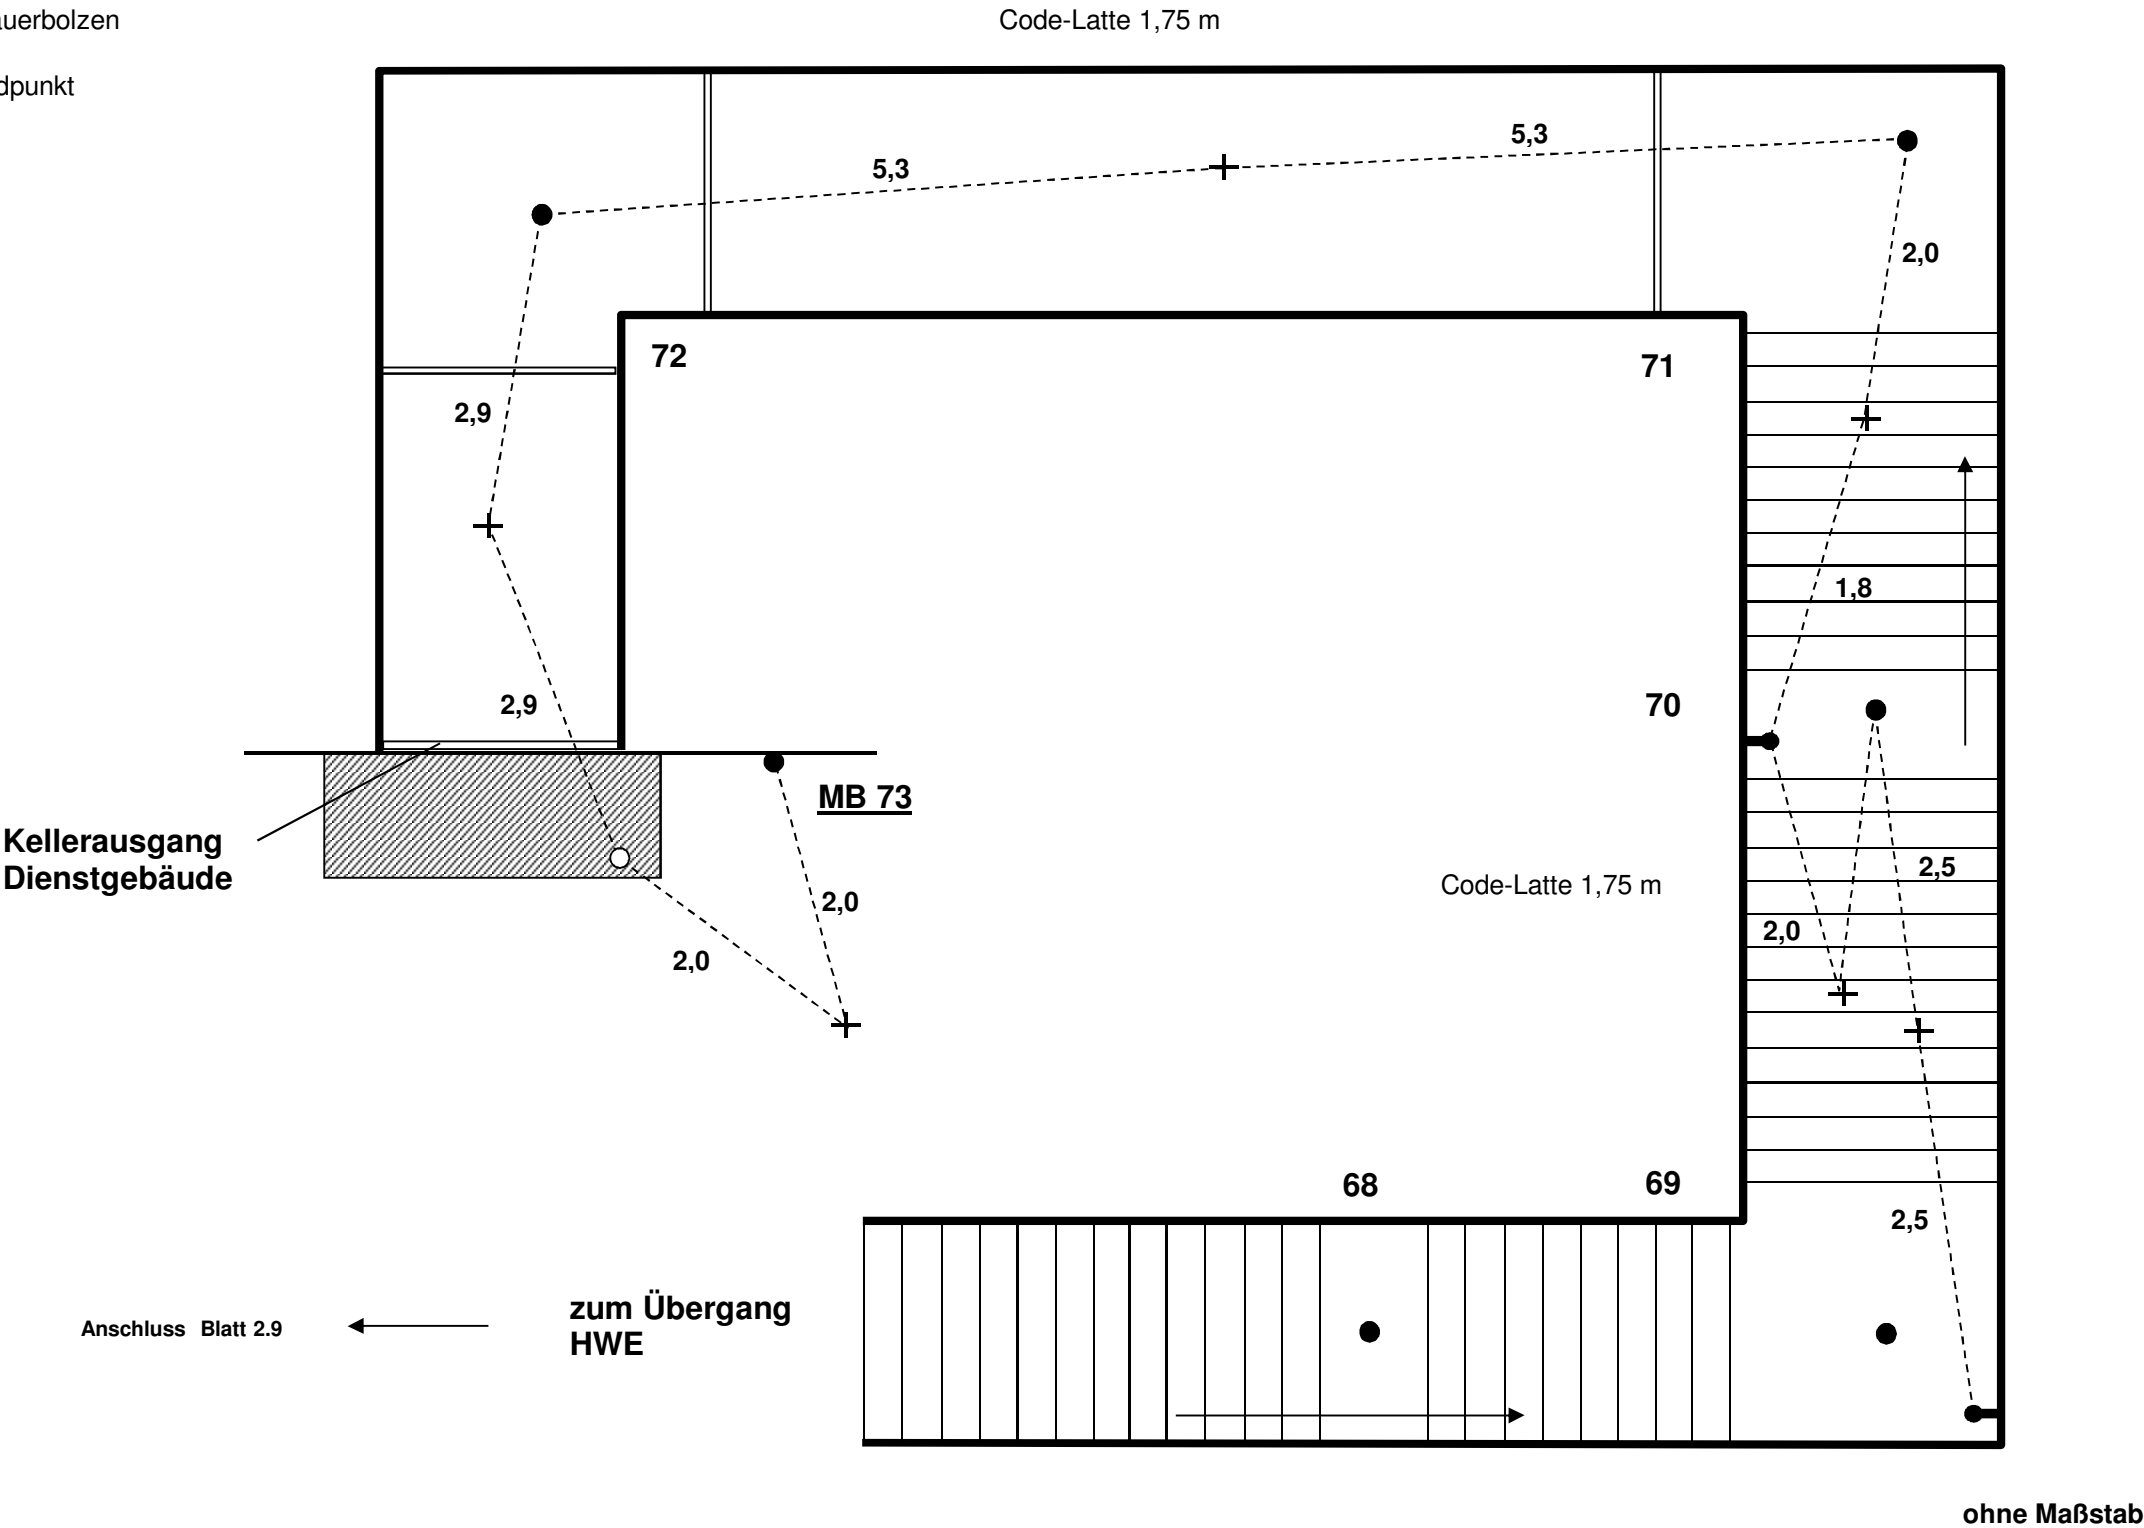 Code-Latte 1,75 m
5,3
5,3
2,0
72
71
2,9
1,8
2,9
70
MB 73
Kellerausgang
Dienstgebäude
2,0
2,0
Code-Latte 1,75 m
2,5
2,0
68
69
2,5
zum Übergang
HWE
Anschluss Blatt 2.9
ohne Maßstab